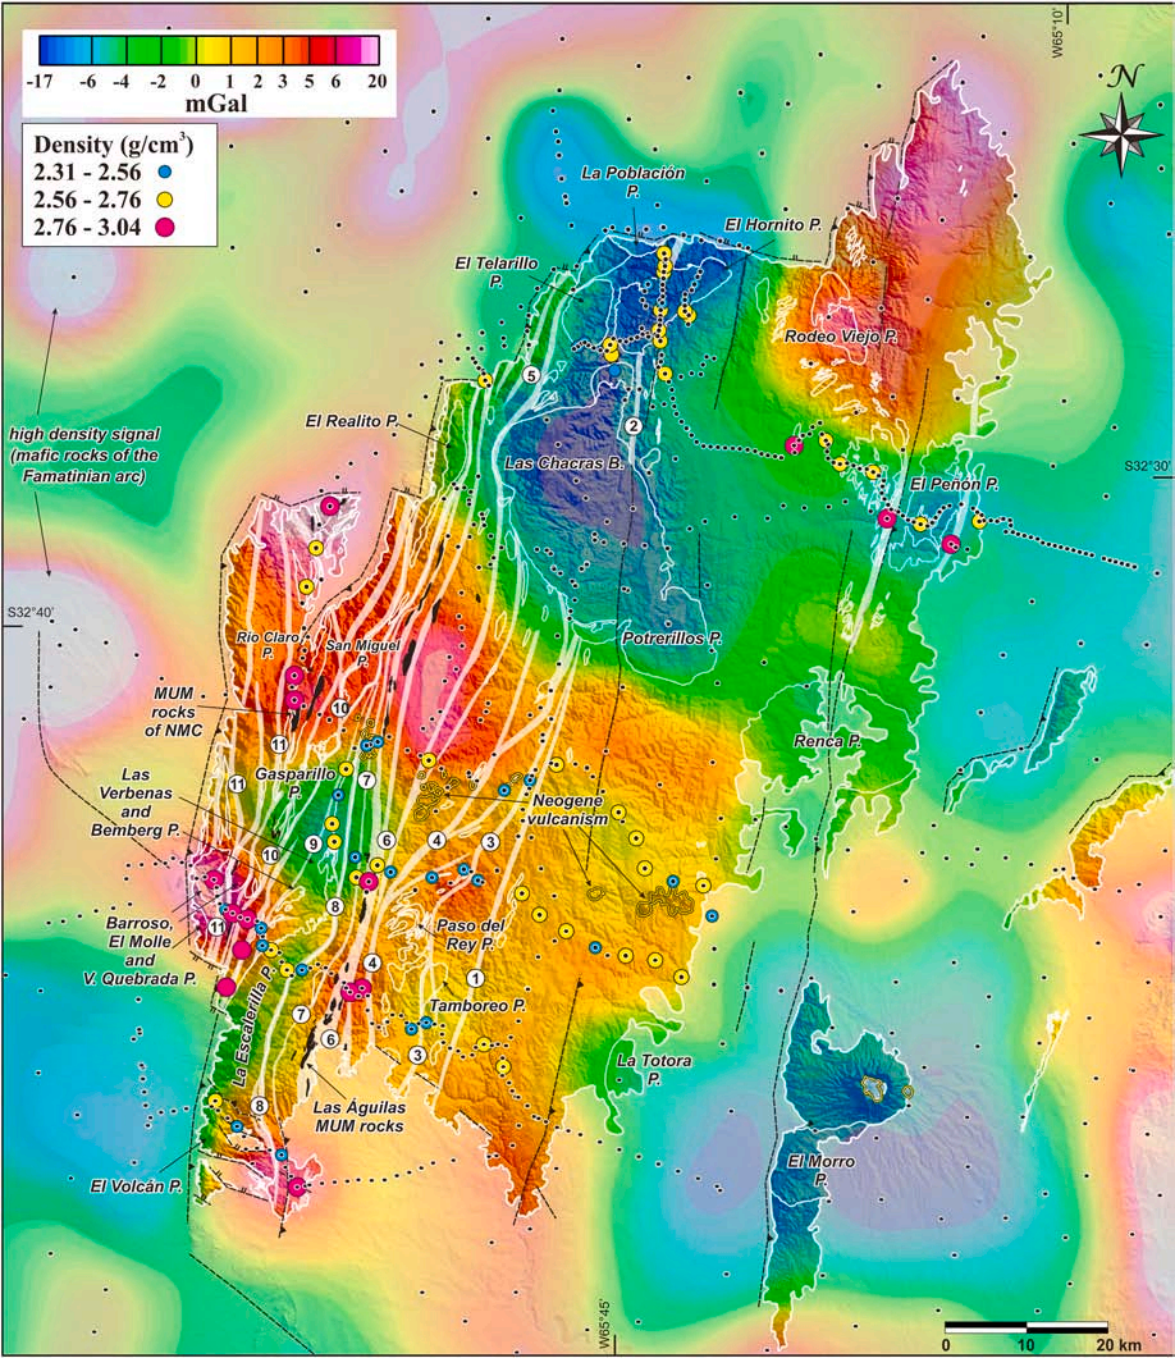 -17 -6 -4 -2 0 1 2 3 5 6 20
mGal
Density (g/cm³)
2.31 - 2.56
2.56 - 2.76
2.76 - 3.04
W65°10'
N
La Población
P.
El Hornito P.
El Telarillo
P.
Rodeo Viejo P.
5
El Realito P.
2
high density signal
(mafic rocks of the
Famatinian arc)
Las Chacras B.
S32°30'
El Peñón P.
S32°40'
Río Claro
P.
San Miguel
P.
Potrerillos P.
MUM
rocks
of NMC
10
11
Renca P.
Las
Verbenas
and
Bemberg P.
Gasparillo
P.
11
7
Neogene
vulcanism
9
6
4
3
10
8
Barroso,
El Molle
and
V. Quebrada P.
11
Paso del
Rey P.
4
1
La Escalerilla P.
Tamboreo P.
7
6
3
La Totora
P.
8
Las Águilas
MUM rocks
El Volcán P.
El Morro
P.
W65°45'
0 10 20 km